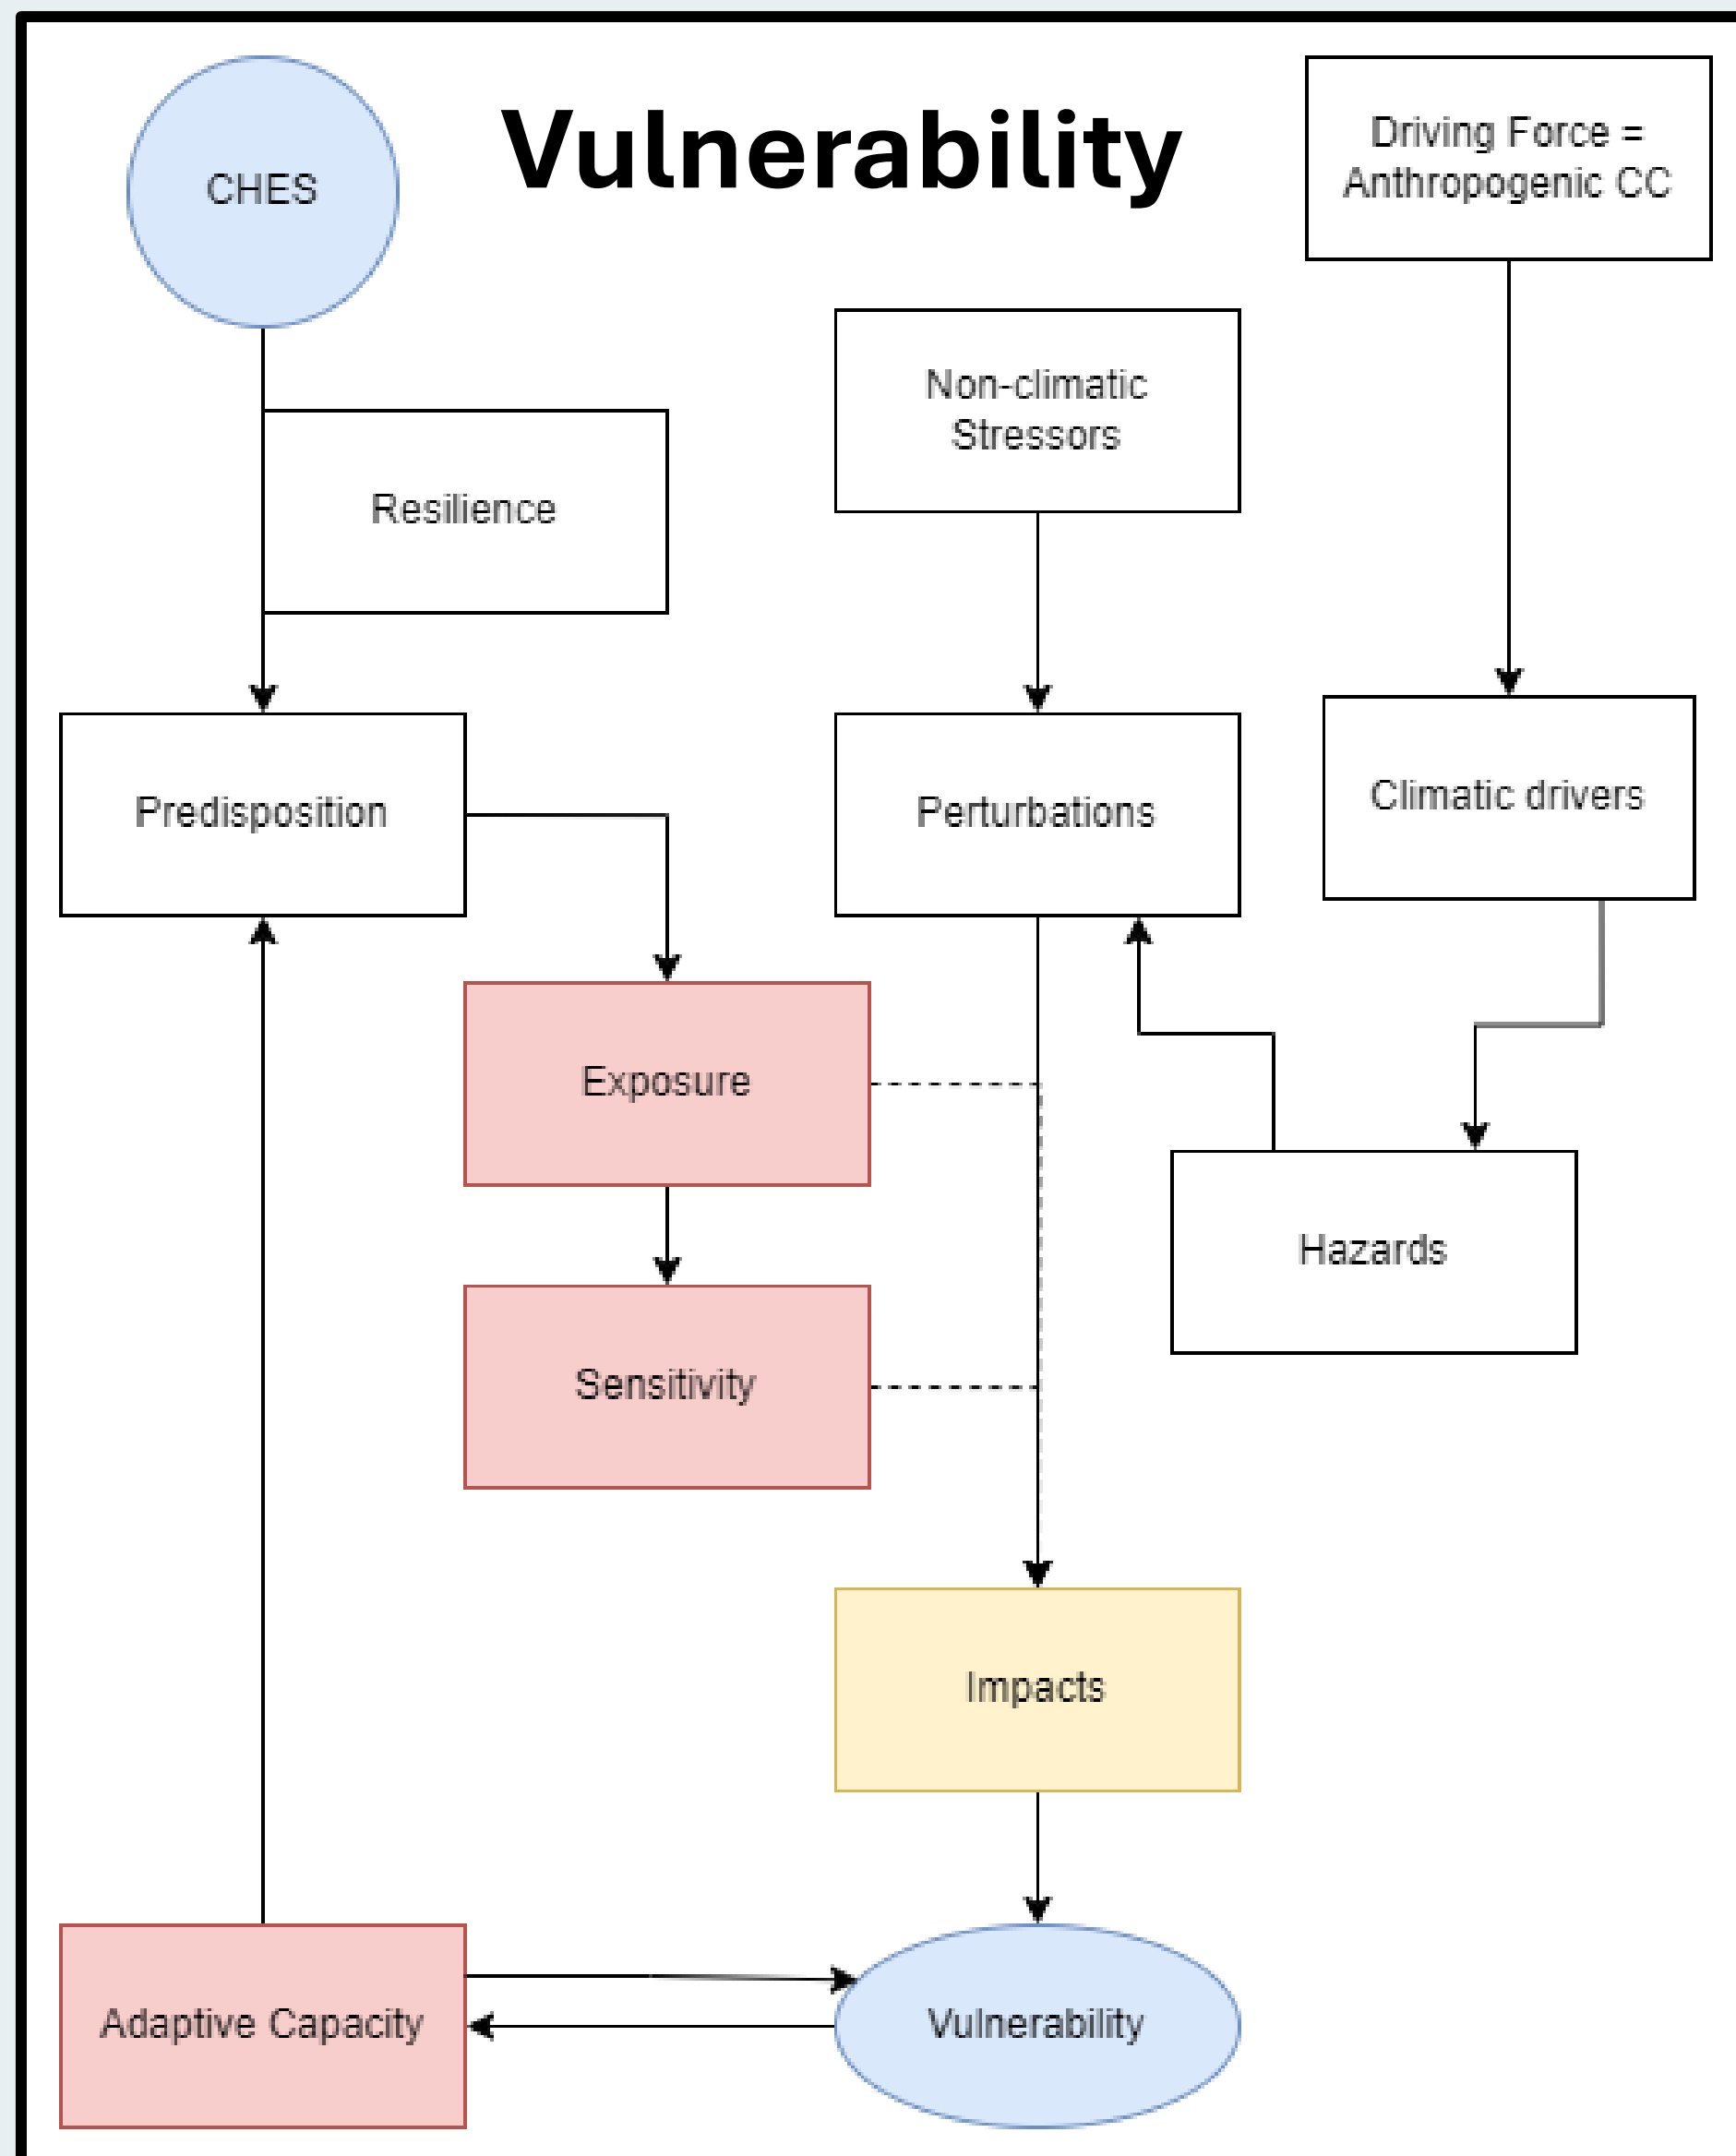 CHES
Vulnerability
Driving Force =
Anthropogenic CC
Non-climatic
Stressors
Resilience
Predisposition
Perturbations
Climatic drivers
Exposure
Hazards
Sensitivity
Impacts
Adaptive Capacity
Vulnerability